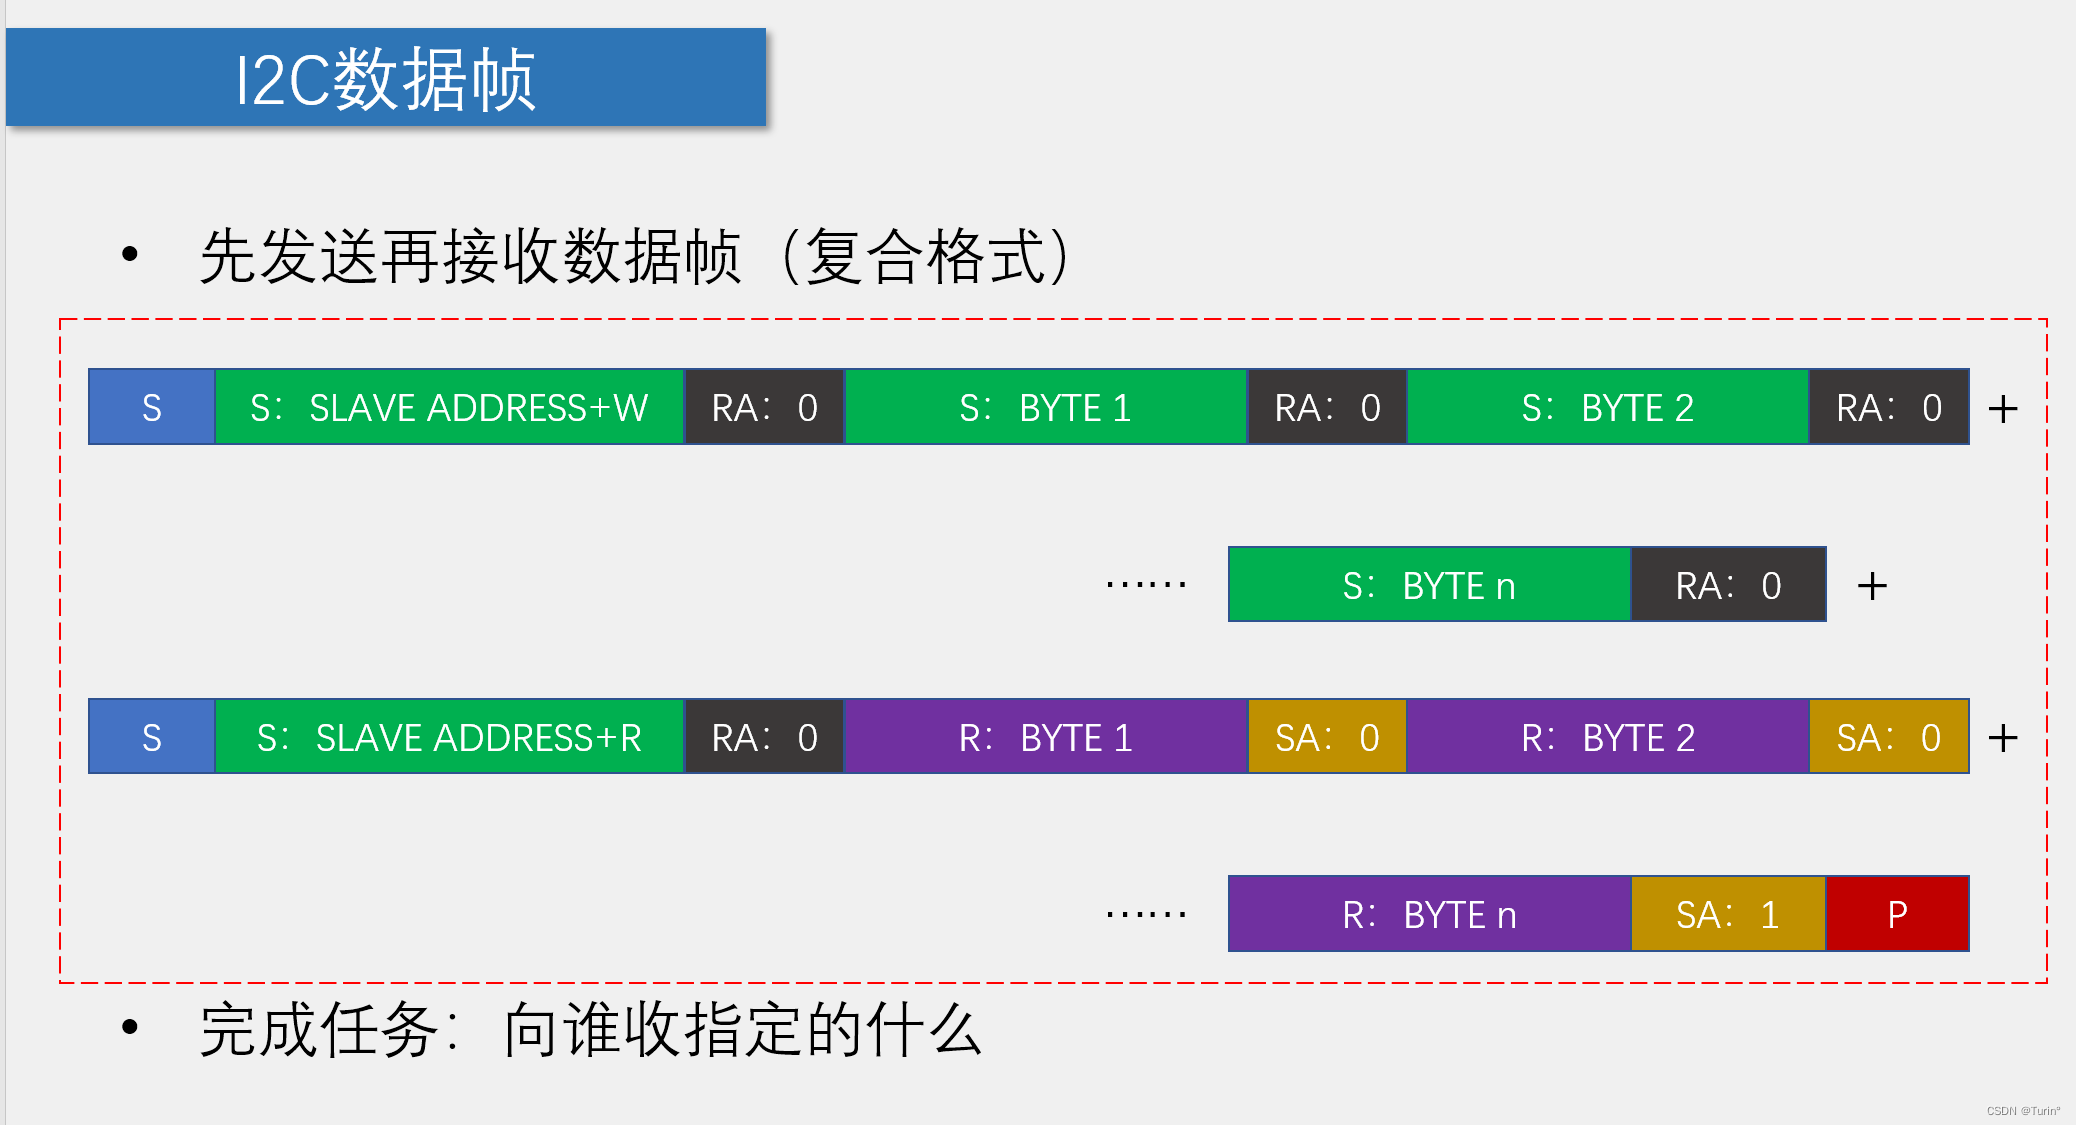 I2C数据帧
• 先发送再接收数据帧（复合格式）
S S：SLAVE ADDRESS+W RA：0 S：BYTE 1 RA：0 S：BYTE 2 RA：0 +
…… S：BYTE n RA：0 +
S S：SLAVE ADDRESS+R RA：0 R：BYTE 1 SA：0 R：BYTE 2 SA：0 +
…… R：BYTE n SA：1 P
• 完成任务：向谁收指定的什么
CSDN @Turin°